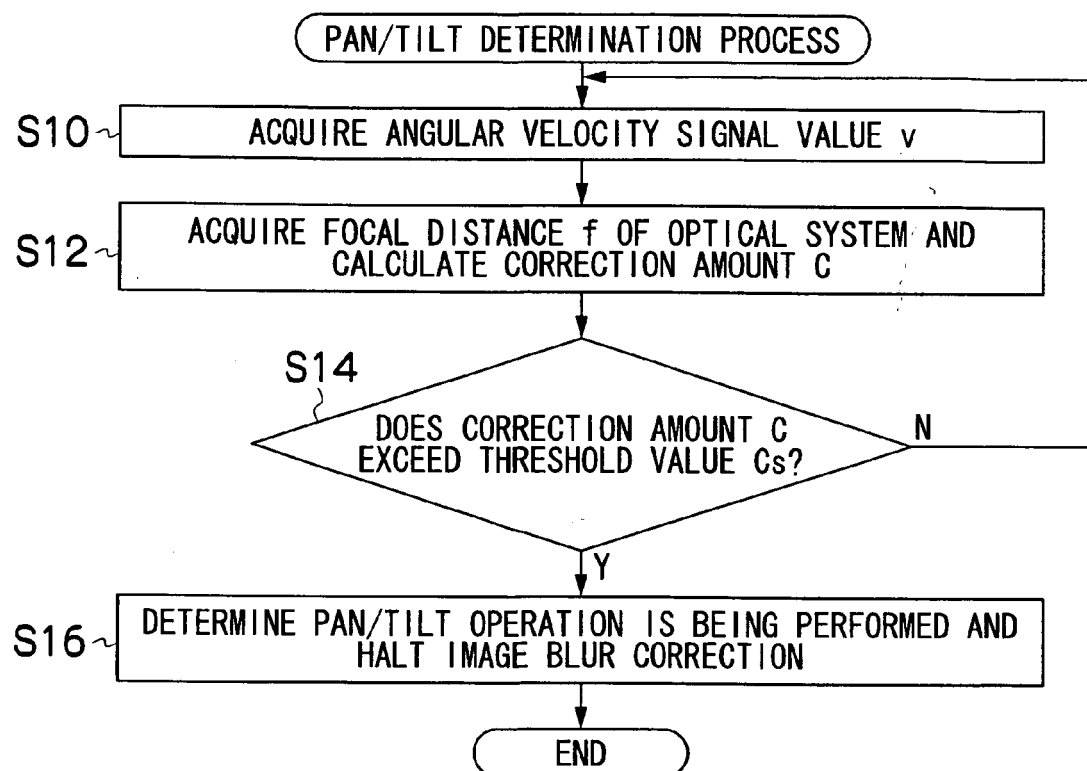 PAN/TILT DETERMINATION PROCESS
S10
ACQUIRE ANGULAR VELOCITY SIGNAL VALUE v
S12
ACQUIRE FOCAL DISTANCE f OF OPTICAL SYSTEM AND
CALCULATE CORRECTION AMOUNT C
S14
DOES CORRECTION AMOUNT C
EXCEED THRESHOLD VALUE Cs?
N
Y
S16
DETERMINE PAN/TILT OPERATION IS BEING PERFORMED AND
HALT IMAGE BLUR CORRECTION
END